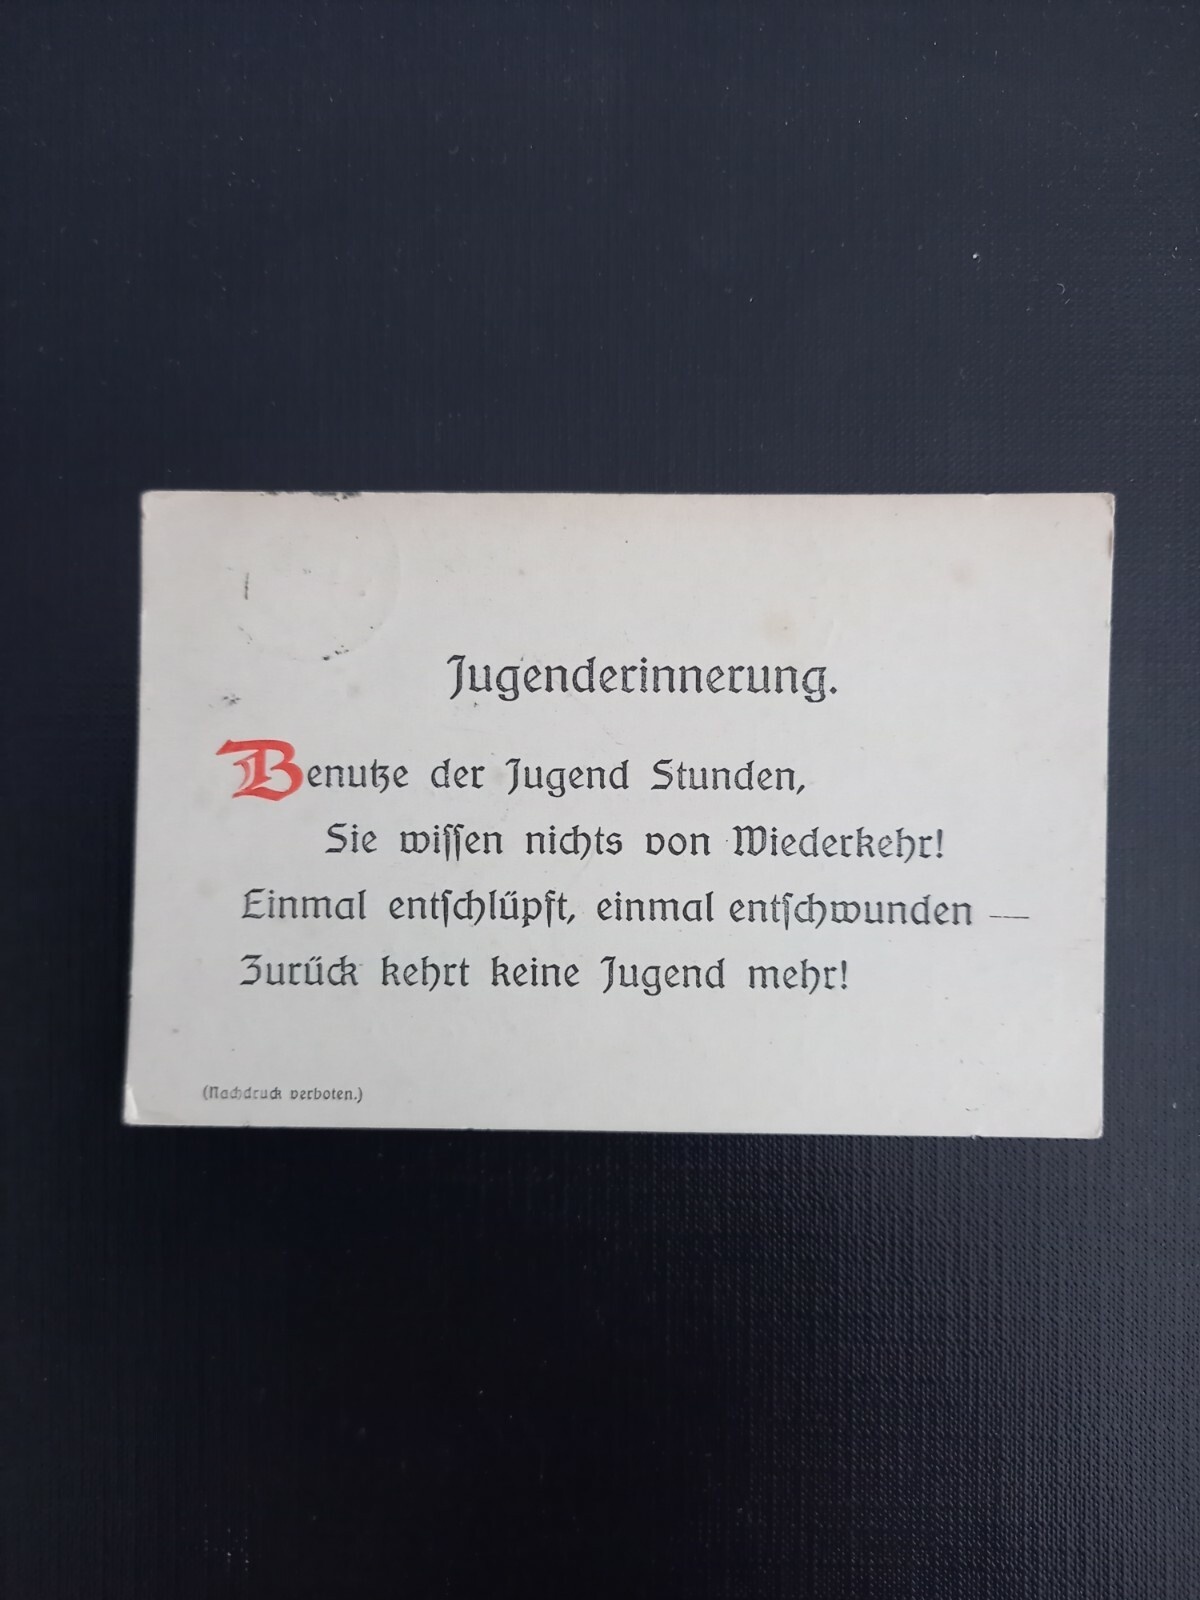 Jugenderinnerung.
Benutze der Jugend Stunden,
Sie wiſſen nichts von Wiederkehr!
Einmal entſchlüpft, einmal entſchwunden —
Zurück kehrt keine Jugend mehr!
(Nachdruck verboten.)